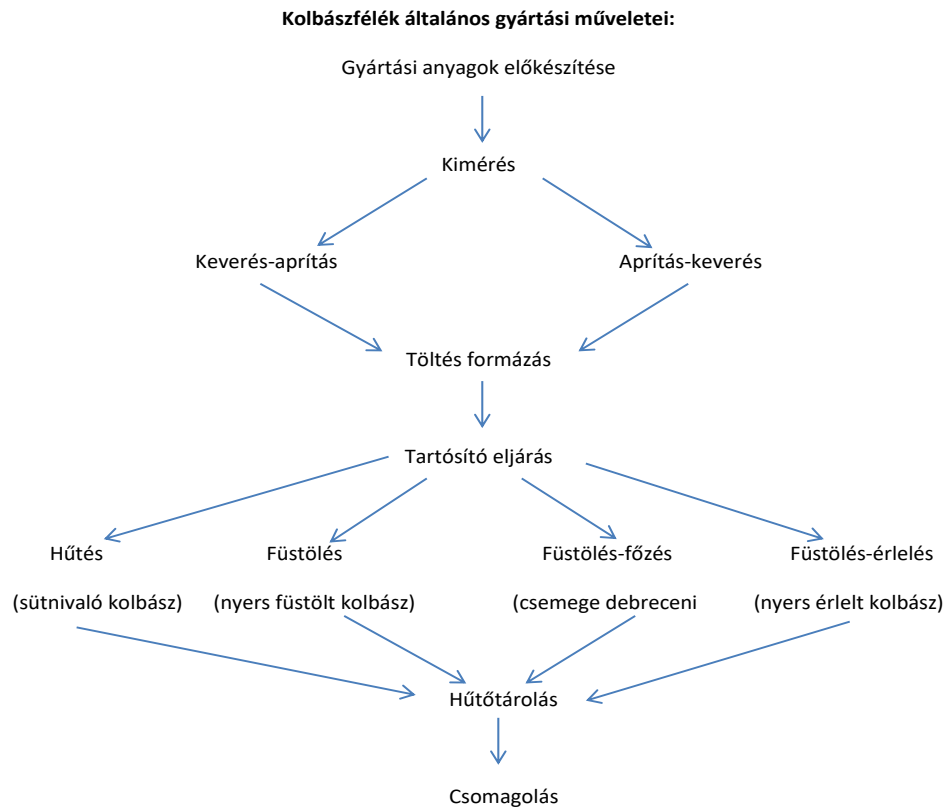 Kolbászfélék általános gyártási műveletei:
Gyártási anyagok előkészítése
Kimérés
Keverés-aprítás
Aprítás-keverés
Töltés formázás
Tartósító eljárás
Hűtés
Füstölés
Füstölés-főzés
Füstölés-érlelés
(sütnivaló kolbász)
(nyers füstölt kolbász)
(csemege debreceni
(nyers érlelt kolbász)
Hűtőtárolás
Csomagolás